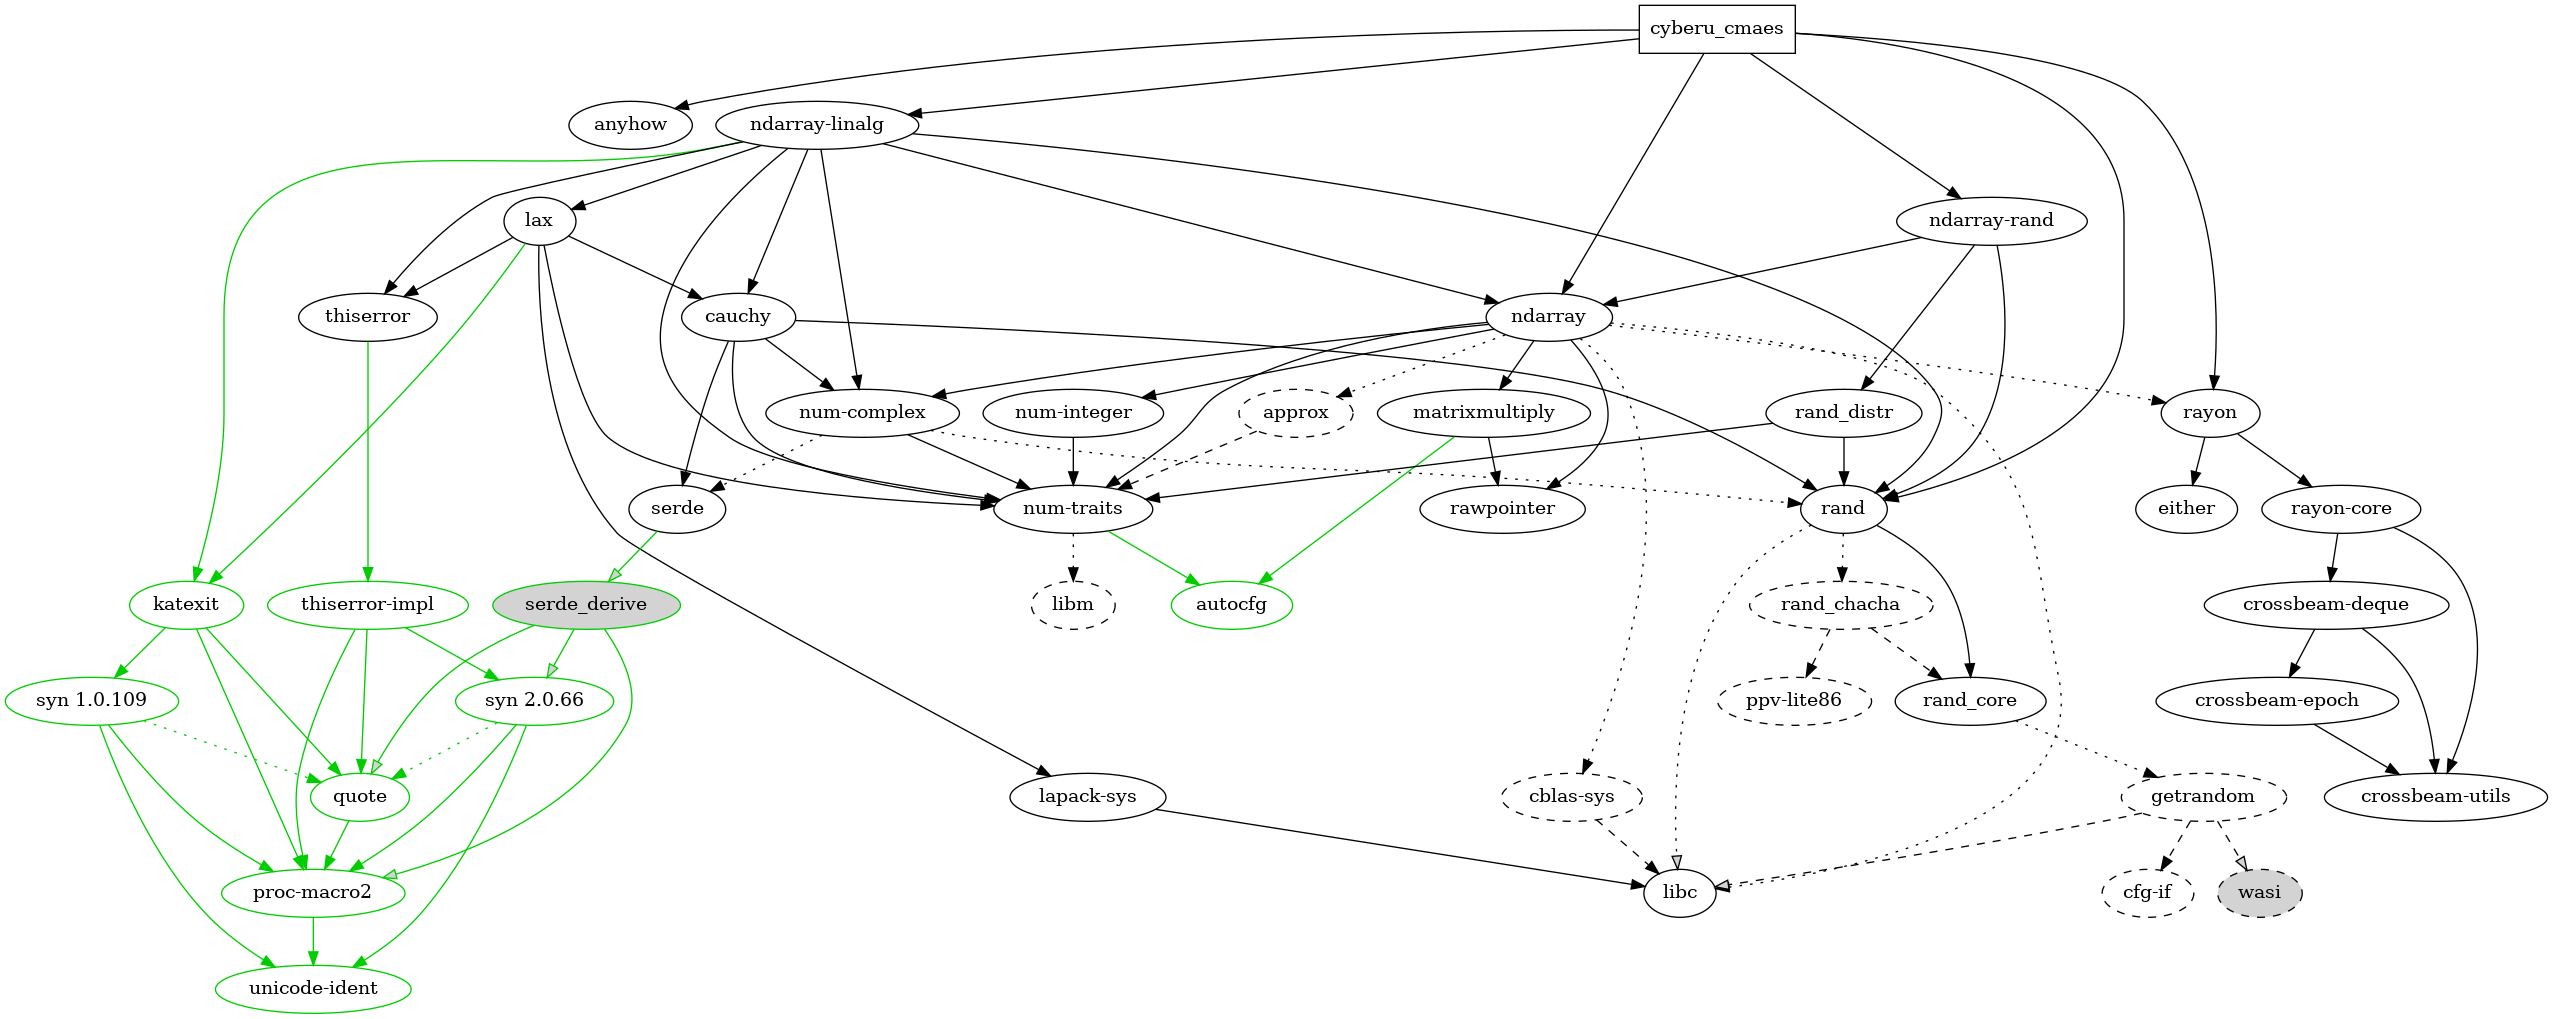 cyberu_cmaes
anyhow
ndarray-linalg
lax
ndarray-rand
thiserror
cauchy
ndarray
num-complex
num-integer
approx
matrixmultiply
rand_distr
rayon
serde
num-traits
rawpointer
rand
either
rayon-core
katexit
thiserror-impl
serde_derive
libm
autocfg
rand_chacha
crossbeam-deque
syn 1.0.109
syn 2.0.66
ppv-lite86
rand_core
crossbeam-epoch
quote
lapack-sys
cblas-sys
getrandom
crossbeam-utils
proc-macro2
libc
cfg-if
wasi
unicode-ident